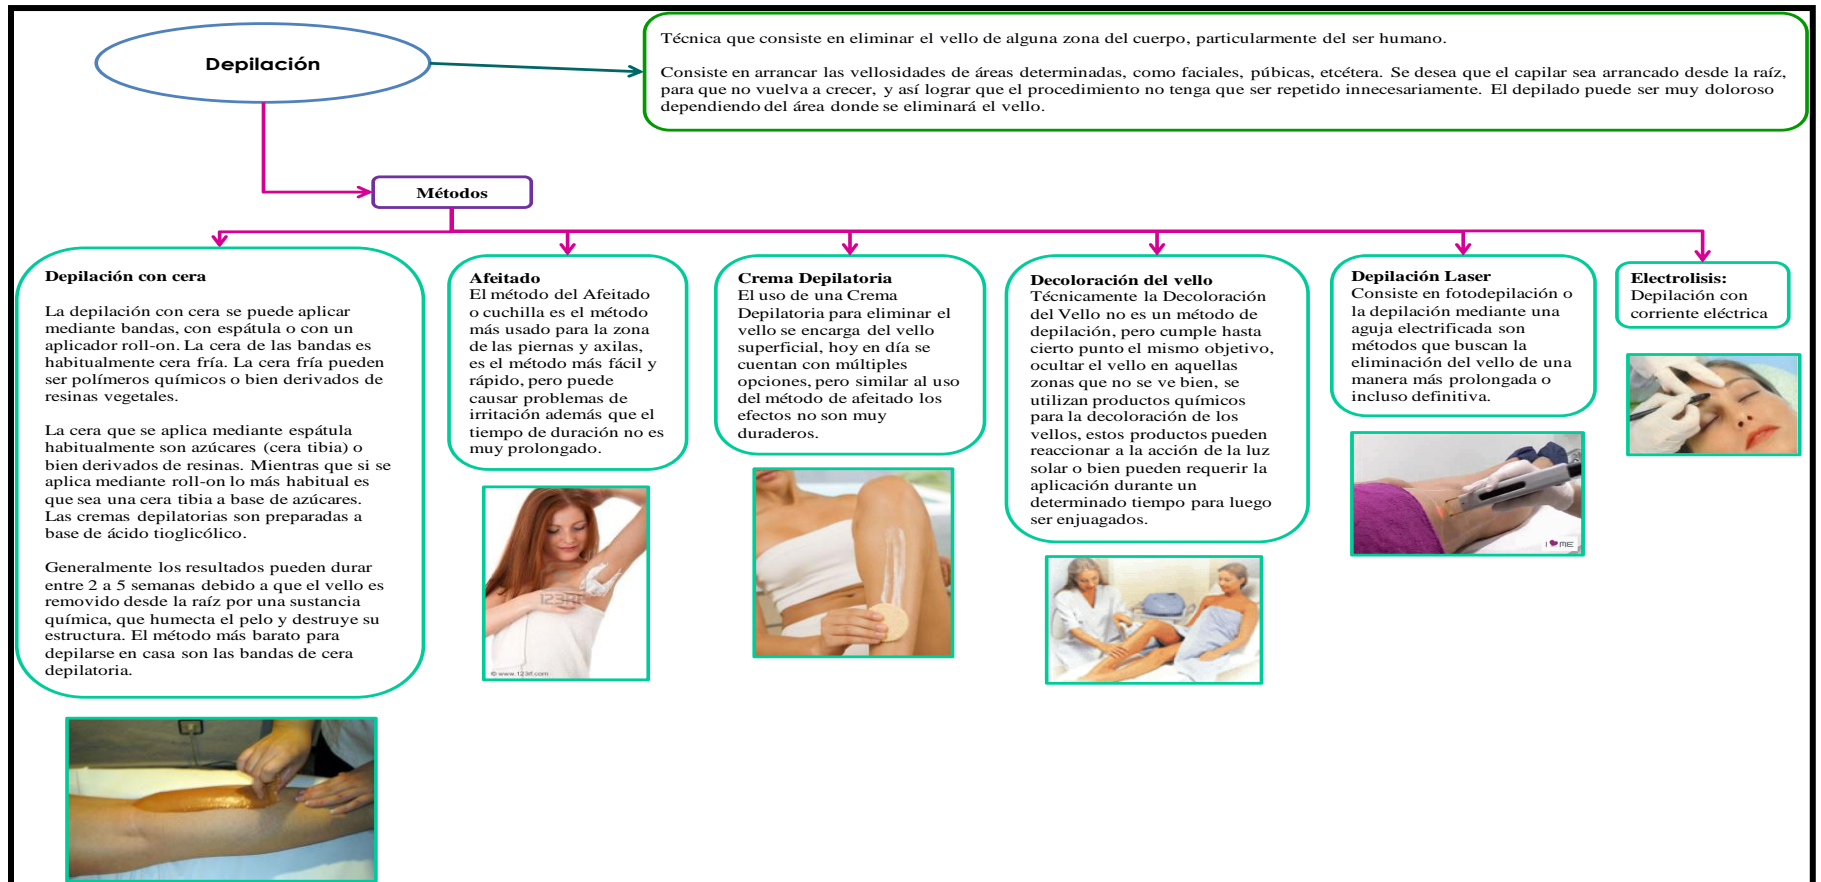 Depilación
Técnica que consiste en eliminar el vello de alguna zona del cuerpo, particularmente del ser humano.
Consiste en arrancar las vellosidades de áreas determinadas, como faciales, púbicas, etcétera. Se desea que el capilar sea arrancado desde la raíz,
para que no vuelva a crecer, y así lograr que el procedimiento no tenga que ser repetido innecesariamente. El depilado puede ser muy doloroso
dependiendo del área donde se eliminará el vello.
Métodos
Depilación con cera
La depilación con cera se puede aplicar
mediante bandas, con espátula o con un
aplicador roll-on. La cera de las bandas es
habitualmente cera fría. La cera fría pueden
ser polímeros químicos o bien derivados de
resinas vegetales.
La cera que se aplica mediante espátula
habitualmente son azúcares (cera tibia) o
bien derivados de resinas. Mientras que si se
aplica mediante roll-on lo más habitual es
que sea una cera tibia a base de azúcares.
Las cremas depilatorias son preparadas a
base de ácido tioglicólico.
Generalmente los resultados pueden durar
entre 2 a 5 semanas debido a que el vello es
removido desde la raíz por una sustancia
química, que humecta el pelo y destruye su
estructura. El método más barato para
depilarse en casa son las bandas de cera
depilatoria.
Afeitado
El método del Afeitado
o cuchilla es el método
más usado para la zona
de las piernas y axilas,
es el método más fácil y
rápido, pero puede
causar problemas de
irritación además que el
tiempo de duración no es
muy prolongado.
123RF
© www.123rf.com
Crema Depilatoria
El uso de una Crema
Depilatoria para eliminar el
vello se encarga del vello
superficial, hoy en día se
cuentan con múltiples
opciones, pero similar al uso
del método de afeitado los
efectos no son muy
duraderos.
Decoloración del vello
Técnicamente la Decoloración
del Vello no es un método de
depilación, pero cumple hasta
cierto punto el mismo objetivo,
ocultar el vello en aquellas
zonas que no se ve bien, se
utilizan productos químicos
para la decoloración de los
vellos, estos productos pueden
reaccionar a la acción de la luz
solar o bien pueden requerir la
aplicación durante un
determinado tiempo para luego
ser enjuagados.
Depilación Laser
Consiste en fotodepilación o
la depilación mediante una
aguja electrificada son
métodos que buscan la
eliminación del vello de una
manera más prolongada o
incluso definitiva.
I ♥ ME
Electrolisis:
Depilación con
corriente eléctrica